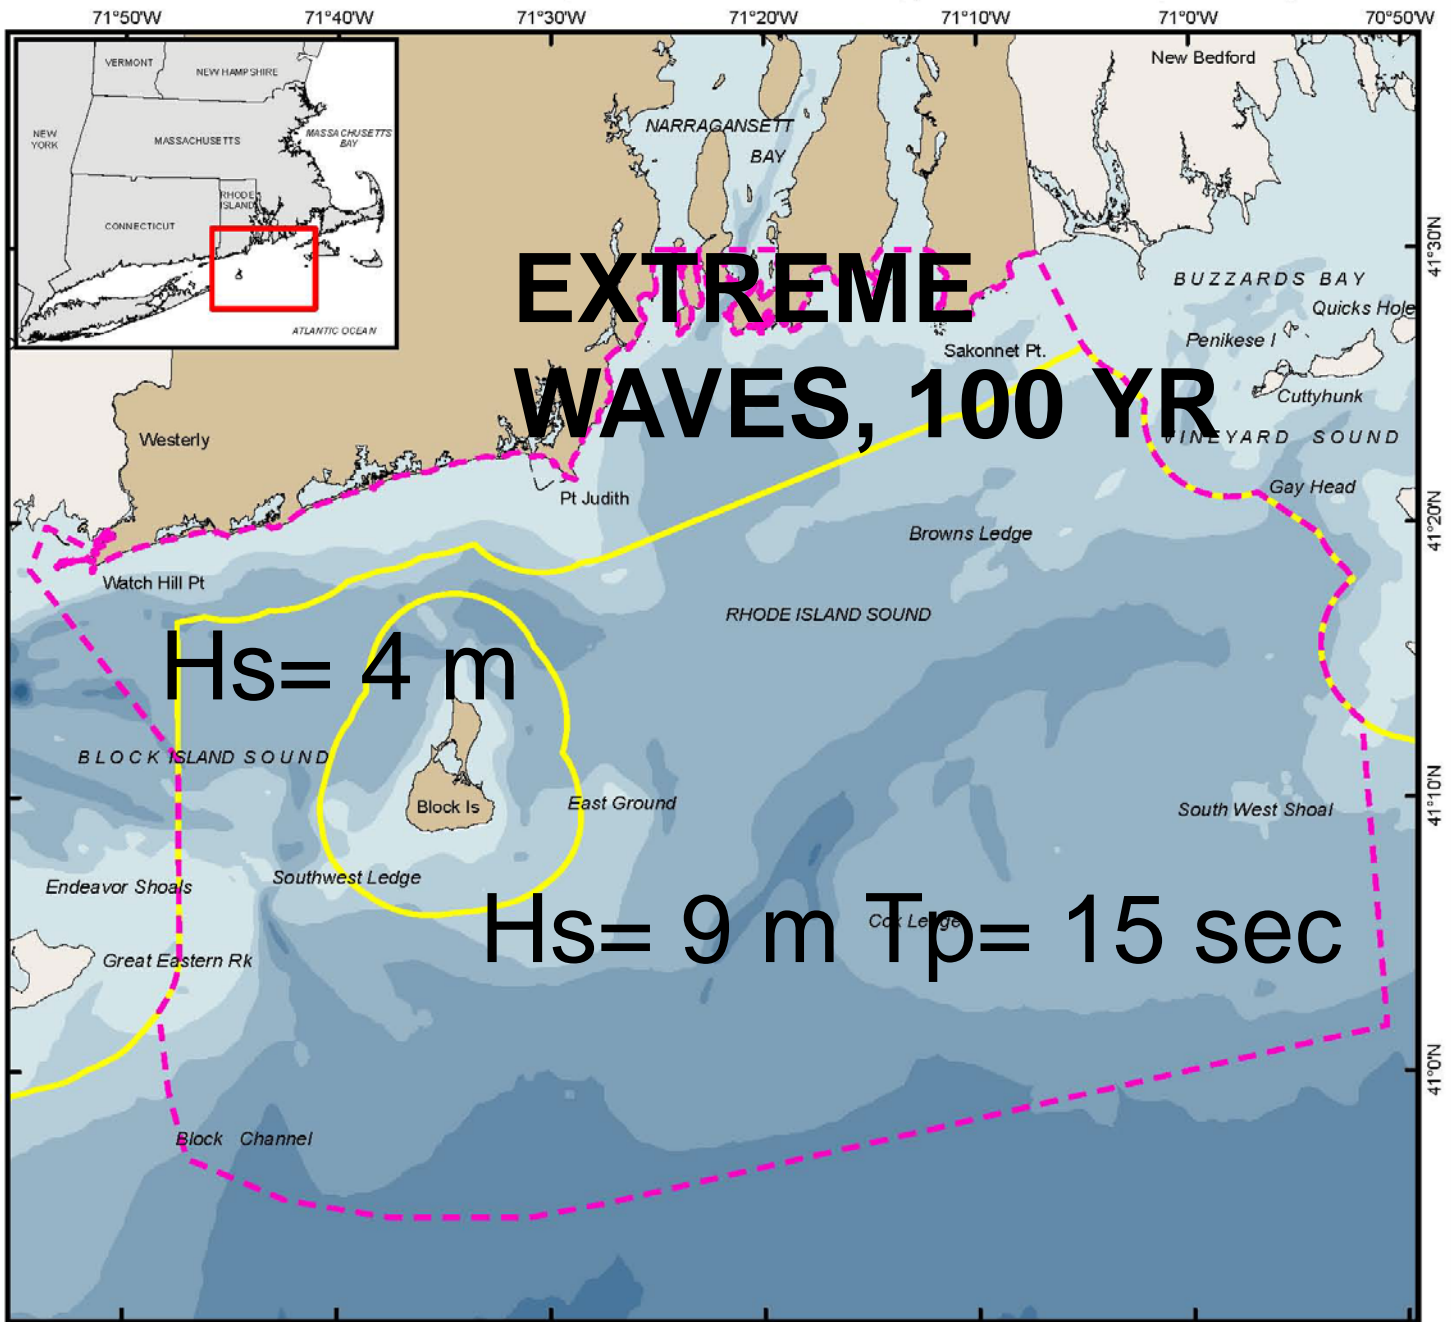 71°50'W 71°40'W 71°30'W 71°20'W 71°10'W 71°0'W 70°50'W
VERMONT
NEW HAMPSHIRE
NEW
YORK
MASSACHUSETTS
MASSACHUSETTS
BAY
RHODE
ISLAND
CONNECTICUT
ATLANTIC OCEAN
New Bedford
NARRAGANSETT
BAY
41°30'N
EXTREME
WAVES, 100 YR
BUZZARDS BAY
Quicks Hole
Penikese I
Sakonnet Pt.
Cuttyhunk
VINEYARD SOUND
Westerly
Gay Head
Pt Judith
41°20'N
Browns Ledge
Watch Hill Pt
RHODE ISLAND SOUND
Hs= 4 m
BLOCK ISLAND SOUND
Block Is
East Ground
South West Shoal
41°10'N
Southwest Ledge
Endeavor Shoals
Cox Ledge
Hs= 9 m Tp= 15 sec
Great Eastern Rk
41°0'N
Block Channel